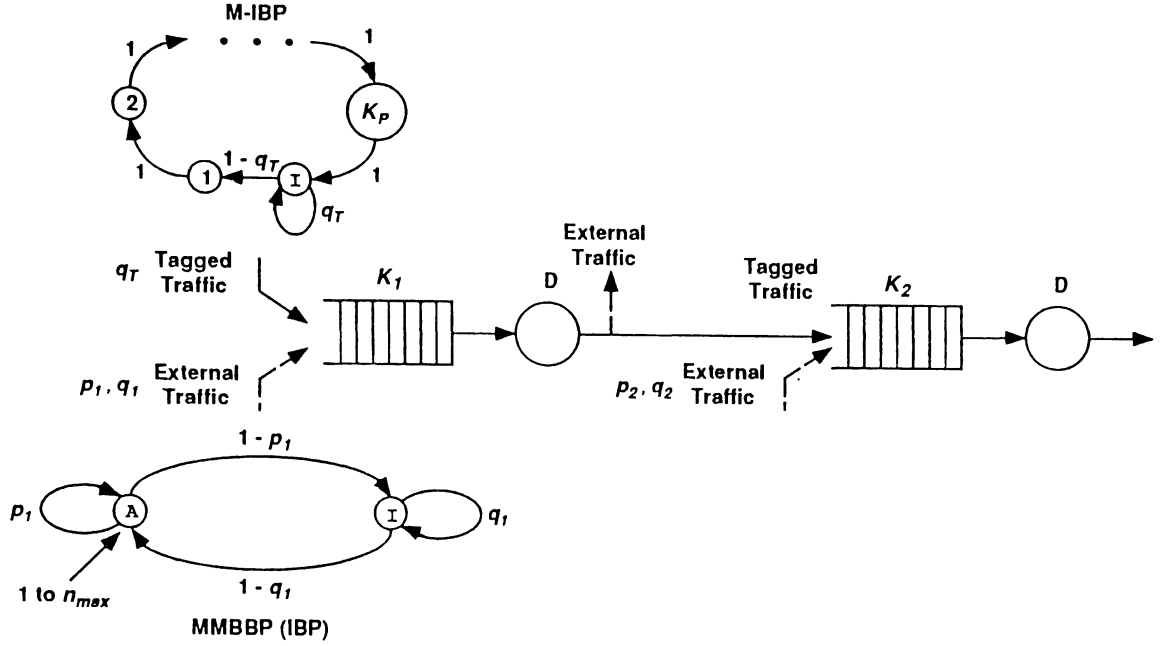 M-IBP
1
1
2
K_P
1 - q_T
1
1
I
1
q_T
External
Traffic
q_T Tagged
Traffic
K_1
D
Tagged
Traffic
K_2
D
p_1, q_1 External
Traffic
p_2, q_2 External
Traffic
1 - p_1
p_1
A
I
q_1
1 - q_1
1 to n_max
MMBBP (IBP)